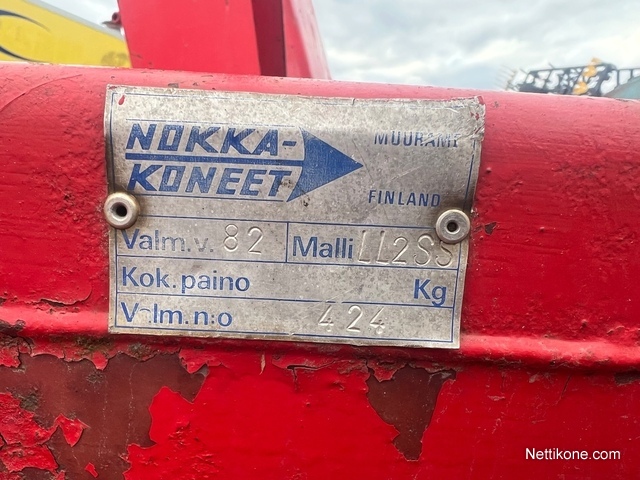 NOKKA-
KONEET
MUURAME
FINLAND
Valm.v. 82 Malli LL2SS
Kok.paino Kg
Valm.n:o 424
Nettikone.com